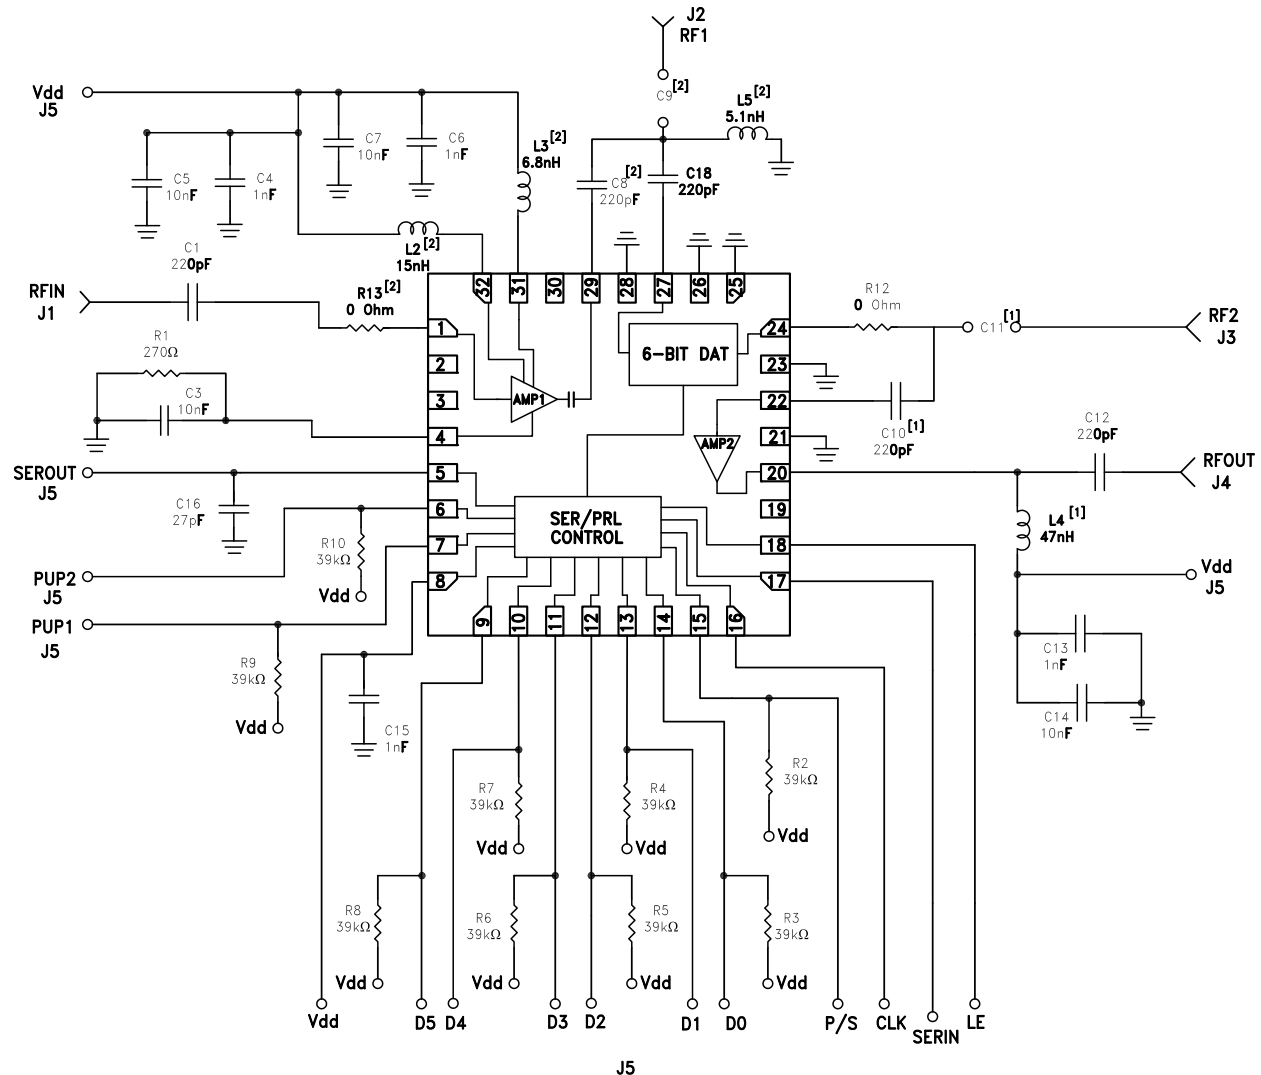 J2
RF1
C9[2]
L5[2]
5.1nH
Vdd
J5
C7
10nF
C6
1nF
L3[2]
6.8nH
C5
10nF
C4
1nF
C8[2]
220pF
C18
220pF
L2[2]
15nH
C1
220pF
RFIN
J1
R13[2]
0 Ohm
32
31
30
29
28
27
26
25
R12
0 Ohm
C11[1]
RF2
J3
R1
270Ω
C3
10nF
1
2
3
4
5
6
7
8
AMP1
6-BIT DAT
AMP2
24
23
22
21
20
19
18
17
C10[1]
220pF
C12
220pF
RFOUT
J4
SEROUT
J5
C16
27pF
R10
39kΩ
Vdd
PUP2
J5
PUP1
J5
SER/PRL
CONTROL
L4[1]
47nH
Vdd
J5
9
10
11
12
13
14
15
16
R9
39kΩ
Vdd
C15
1nF
C13
1nF
C14
10nF
R7
39kΩ
Vdd
R4
39kΩ
Vdd
R2
39kΩ
Vdd
R8
39kΩ
Vdd
R6
39kΩ
Vdd
R5
39kΩ
Vdd
R3
39kΩ
Vdd
Vdd
D5
D4
D3
D2
D1
D0
P/S
CLK
SERIN
LE
J5